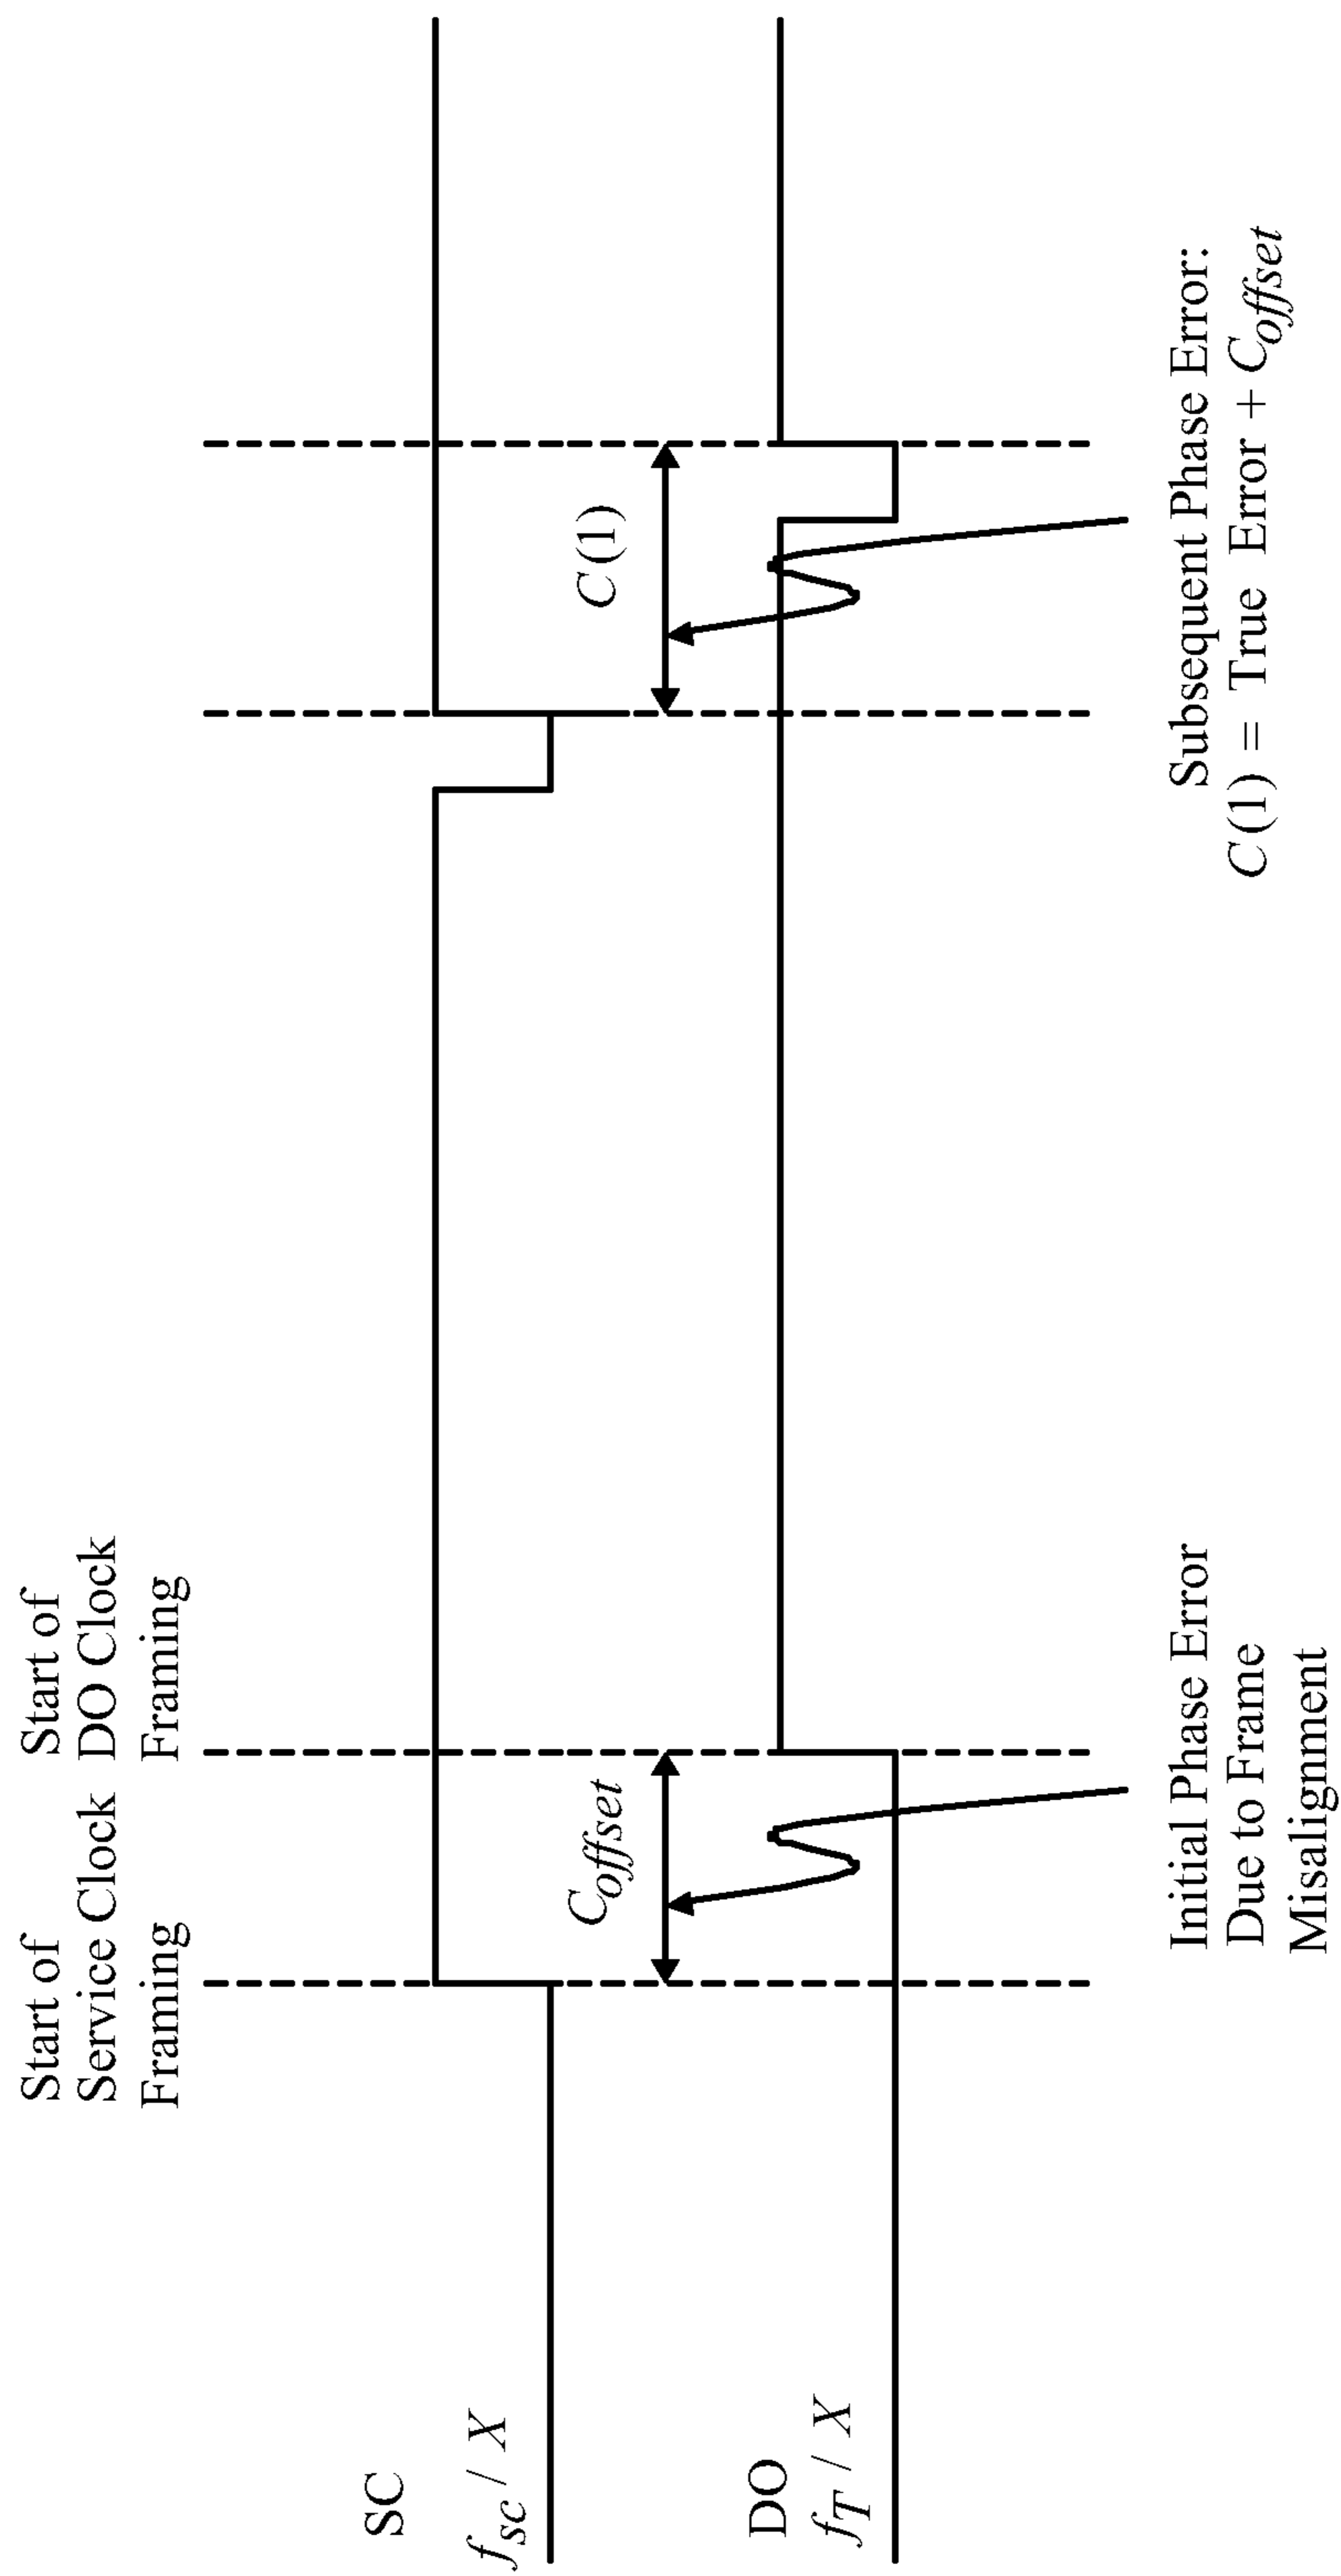 Start of
Service Clock
Framing
Start of
DO Clock
Framing
SC
f_sc / X
C_offset
C(1)
DO
f_T / X
Initial Phase Error
Due to Frame
Misalignment
Subsequent Phase Error:
C(1) = True Error + C_offset